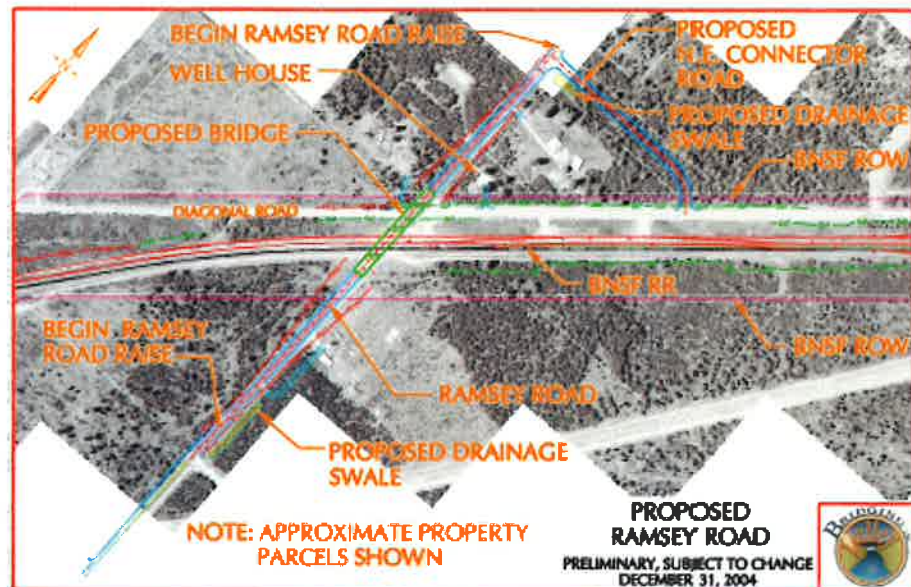 BEGIN RAMSEY ROAD RAISE
WELL HOUSE
PROPOSED BRIDGE
PROPOSED
N.E. CONNECTOR
ROAD
PROPOSED DRAINAGE
SWALE
BNSF ROW
DIAGONAL ROAD
BNSF RR
BEGIN RAMSEY
ROAD RAISE
BNSF ROW
RAMSEY ROAD
PROPOSED DRAINAGE
SWALE
NOTE: APPROXIMATE PROPERTY
PARCELS SHOWN
PROPOSED
RAMSEY ROAD
PRELIMINARY, SUBJECT TO CHANGE
DECEMBER 31, 2004